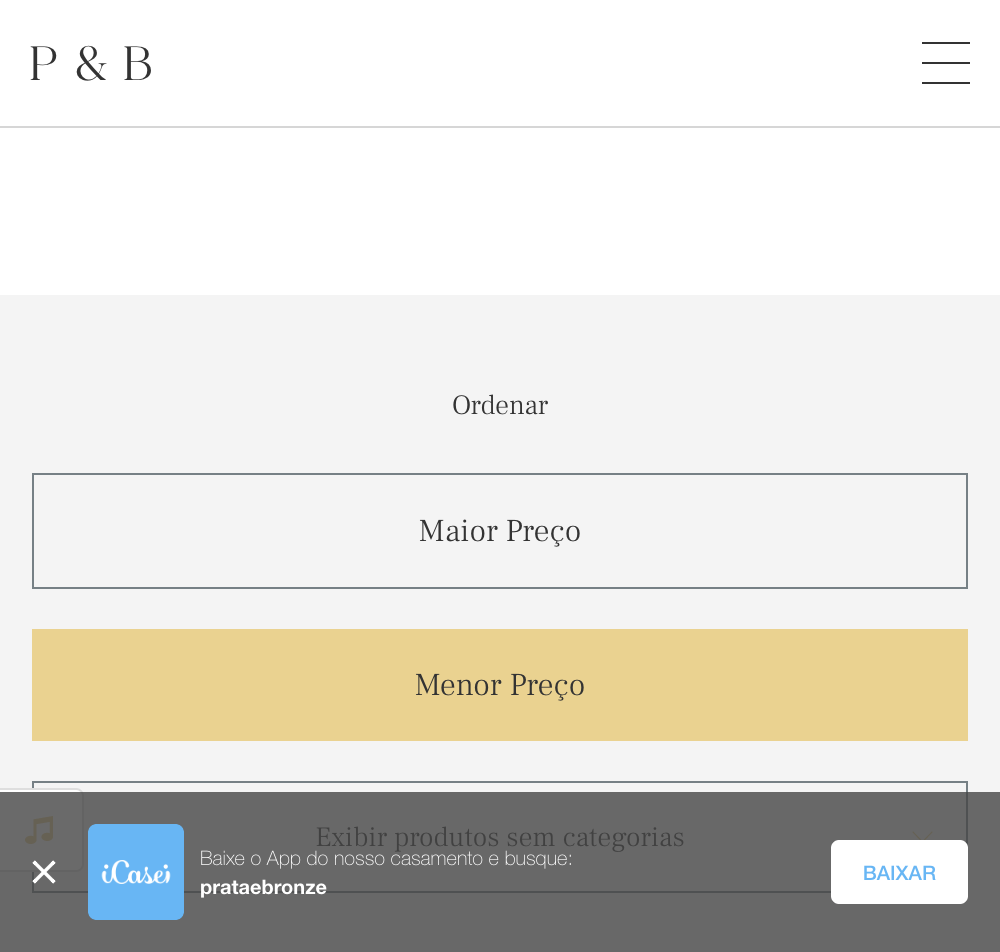 P & B
Ordenar
Maior Preço
Menor Preço
Exibir produtos sem categorias
iCasei
Baixe o App do nosso casamento e busque:
prataebronze
BAIXAR